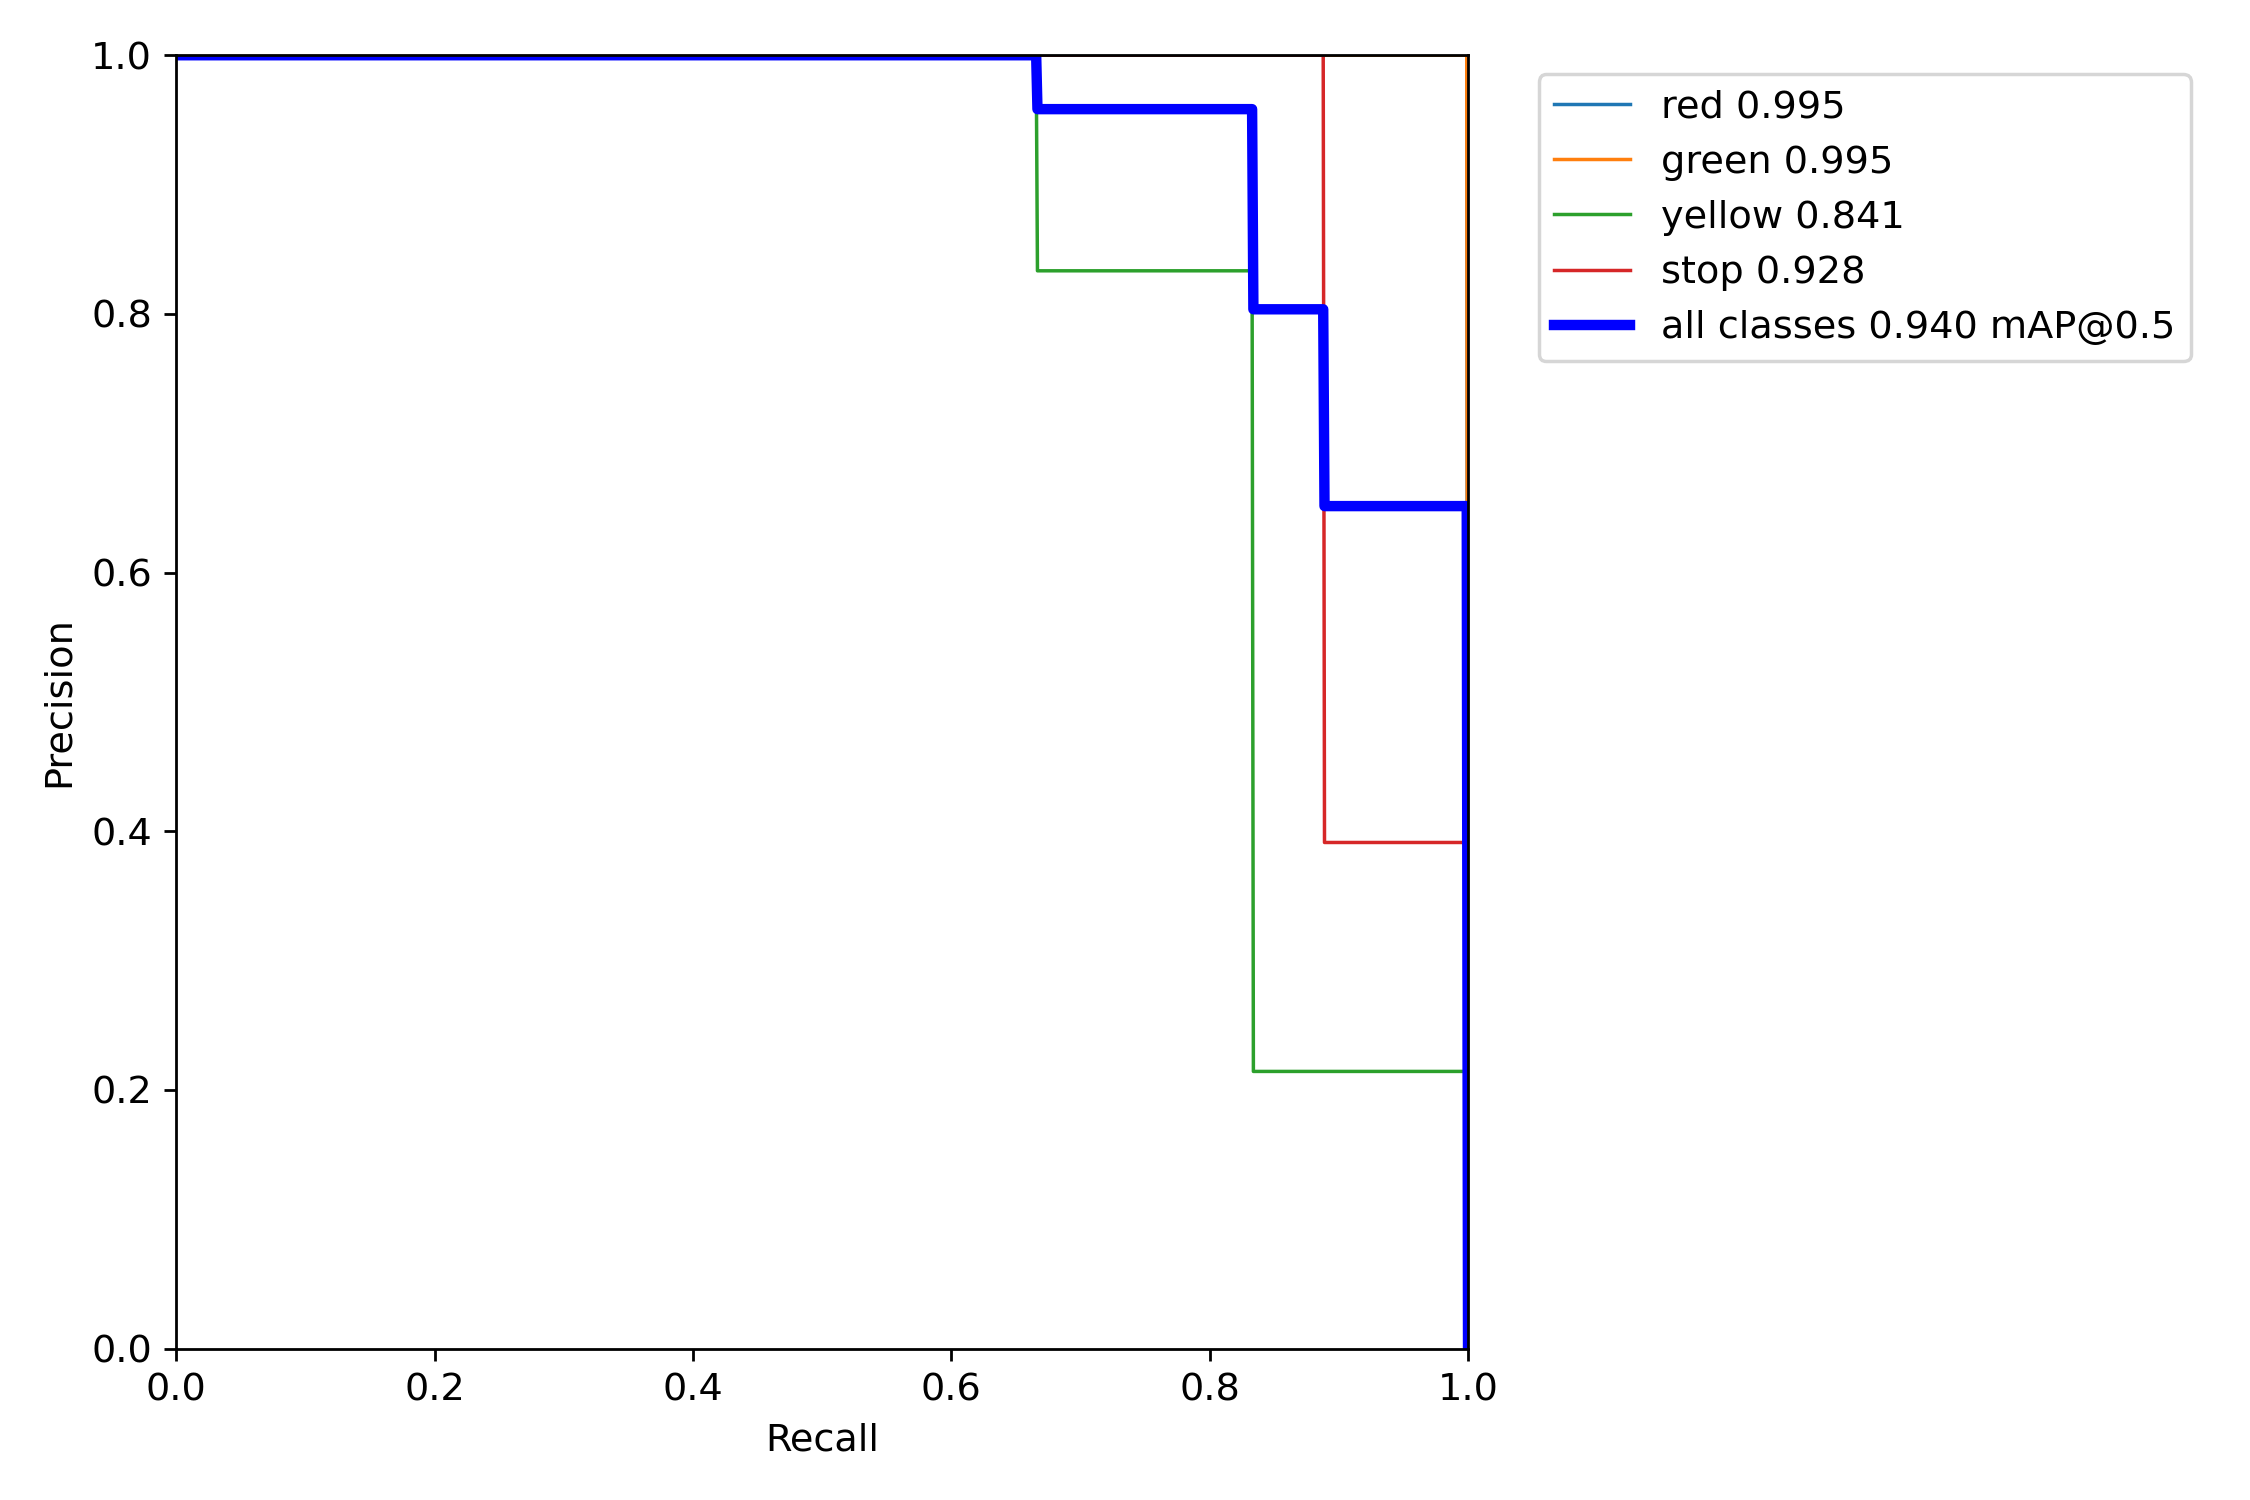 1.0
0.8
0.6
0.4
0.2
0.0
Precision
0.0 0.2 0.4 0.6 0.8 1.0
Recall
red 0.995
green 0.995
yellow 0.841
stop 0.928
all classes 0.940 mAP@0.5